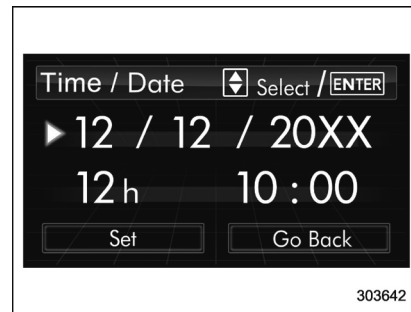 Time / Date Select / ENTER
12 / 12 / 20XX
12h 10 : 00
Set Go Back
303642